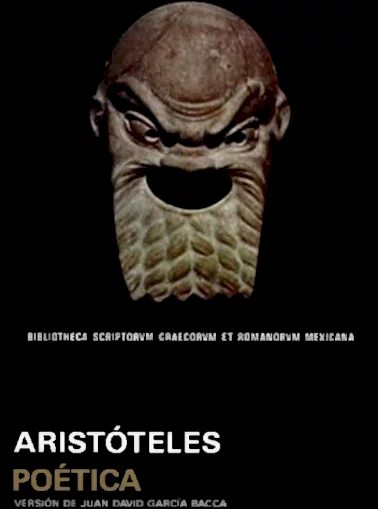 BIBLIOTHECA SCRIPTORVM GRAECORVM ET ROMANORVM MEXICANA
ARISTÓTELES
POÉTICA
VERSIÓN DE JUAN DAVID GARCÍA BACCA